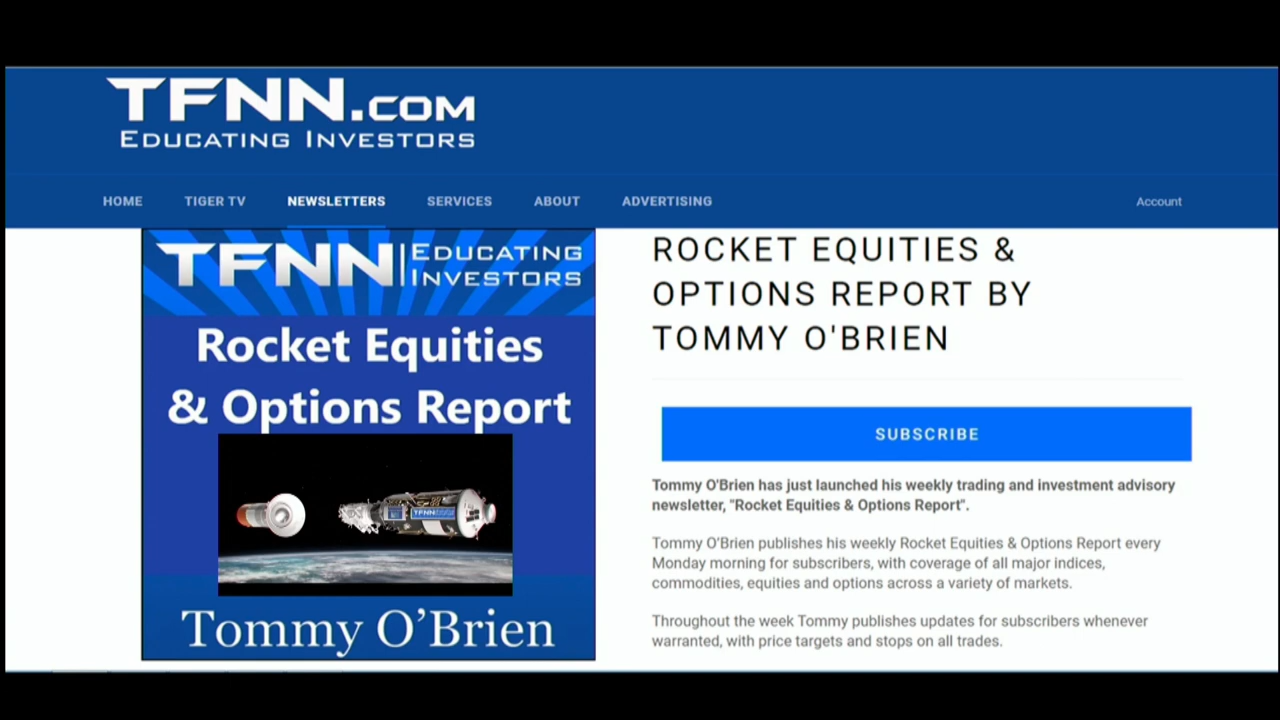 TFNN.COM
EDUCATING INVESTORS
HOME TIGER TV NEWSLETTERS SERVICES ABOUT ADVERTISING Account
TFNN EDUCATING
INVESTORS
Rocket Equities
& Options Report
TFNN
Tommy O’Brien
ROCKET EQUITIES &
OPTIONS REPORT BY
TOMMY O'BRIEN
SUBSCRIBE
Tommy O'Brien has just launched his weekly trading and investment advisory
newsletter, "Rocket Equities & Options Report".
Tommy O'Brien publishes his weekly Rocket Equities & Options Report every
Monday morning for subscribers, with coverage of all major indices,
commodities, equities and options across a variety of markets.
Throughout the week Tommy publishes updates for subscribers whenever
warranted, with price targets and stops on all trades.